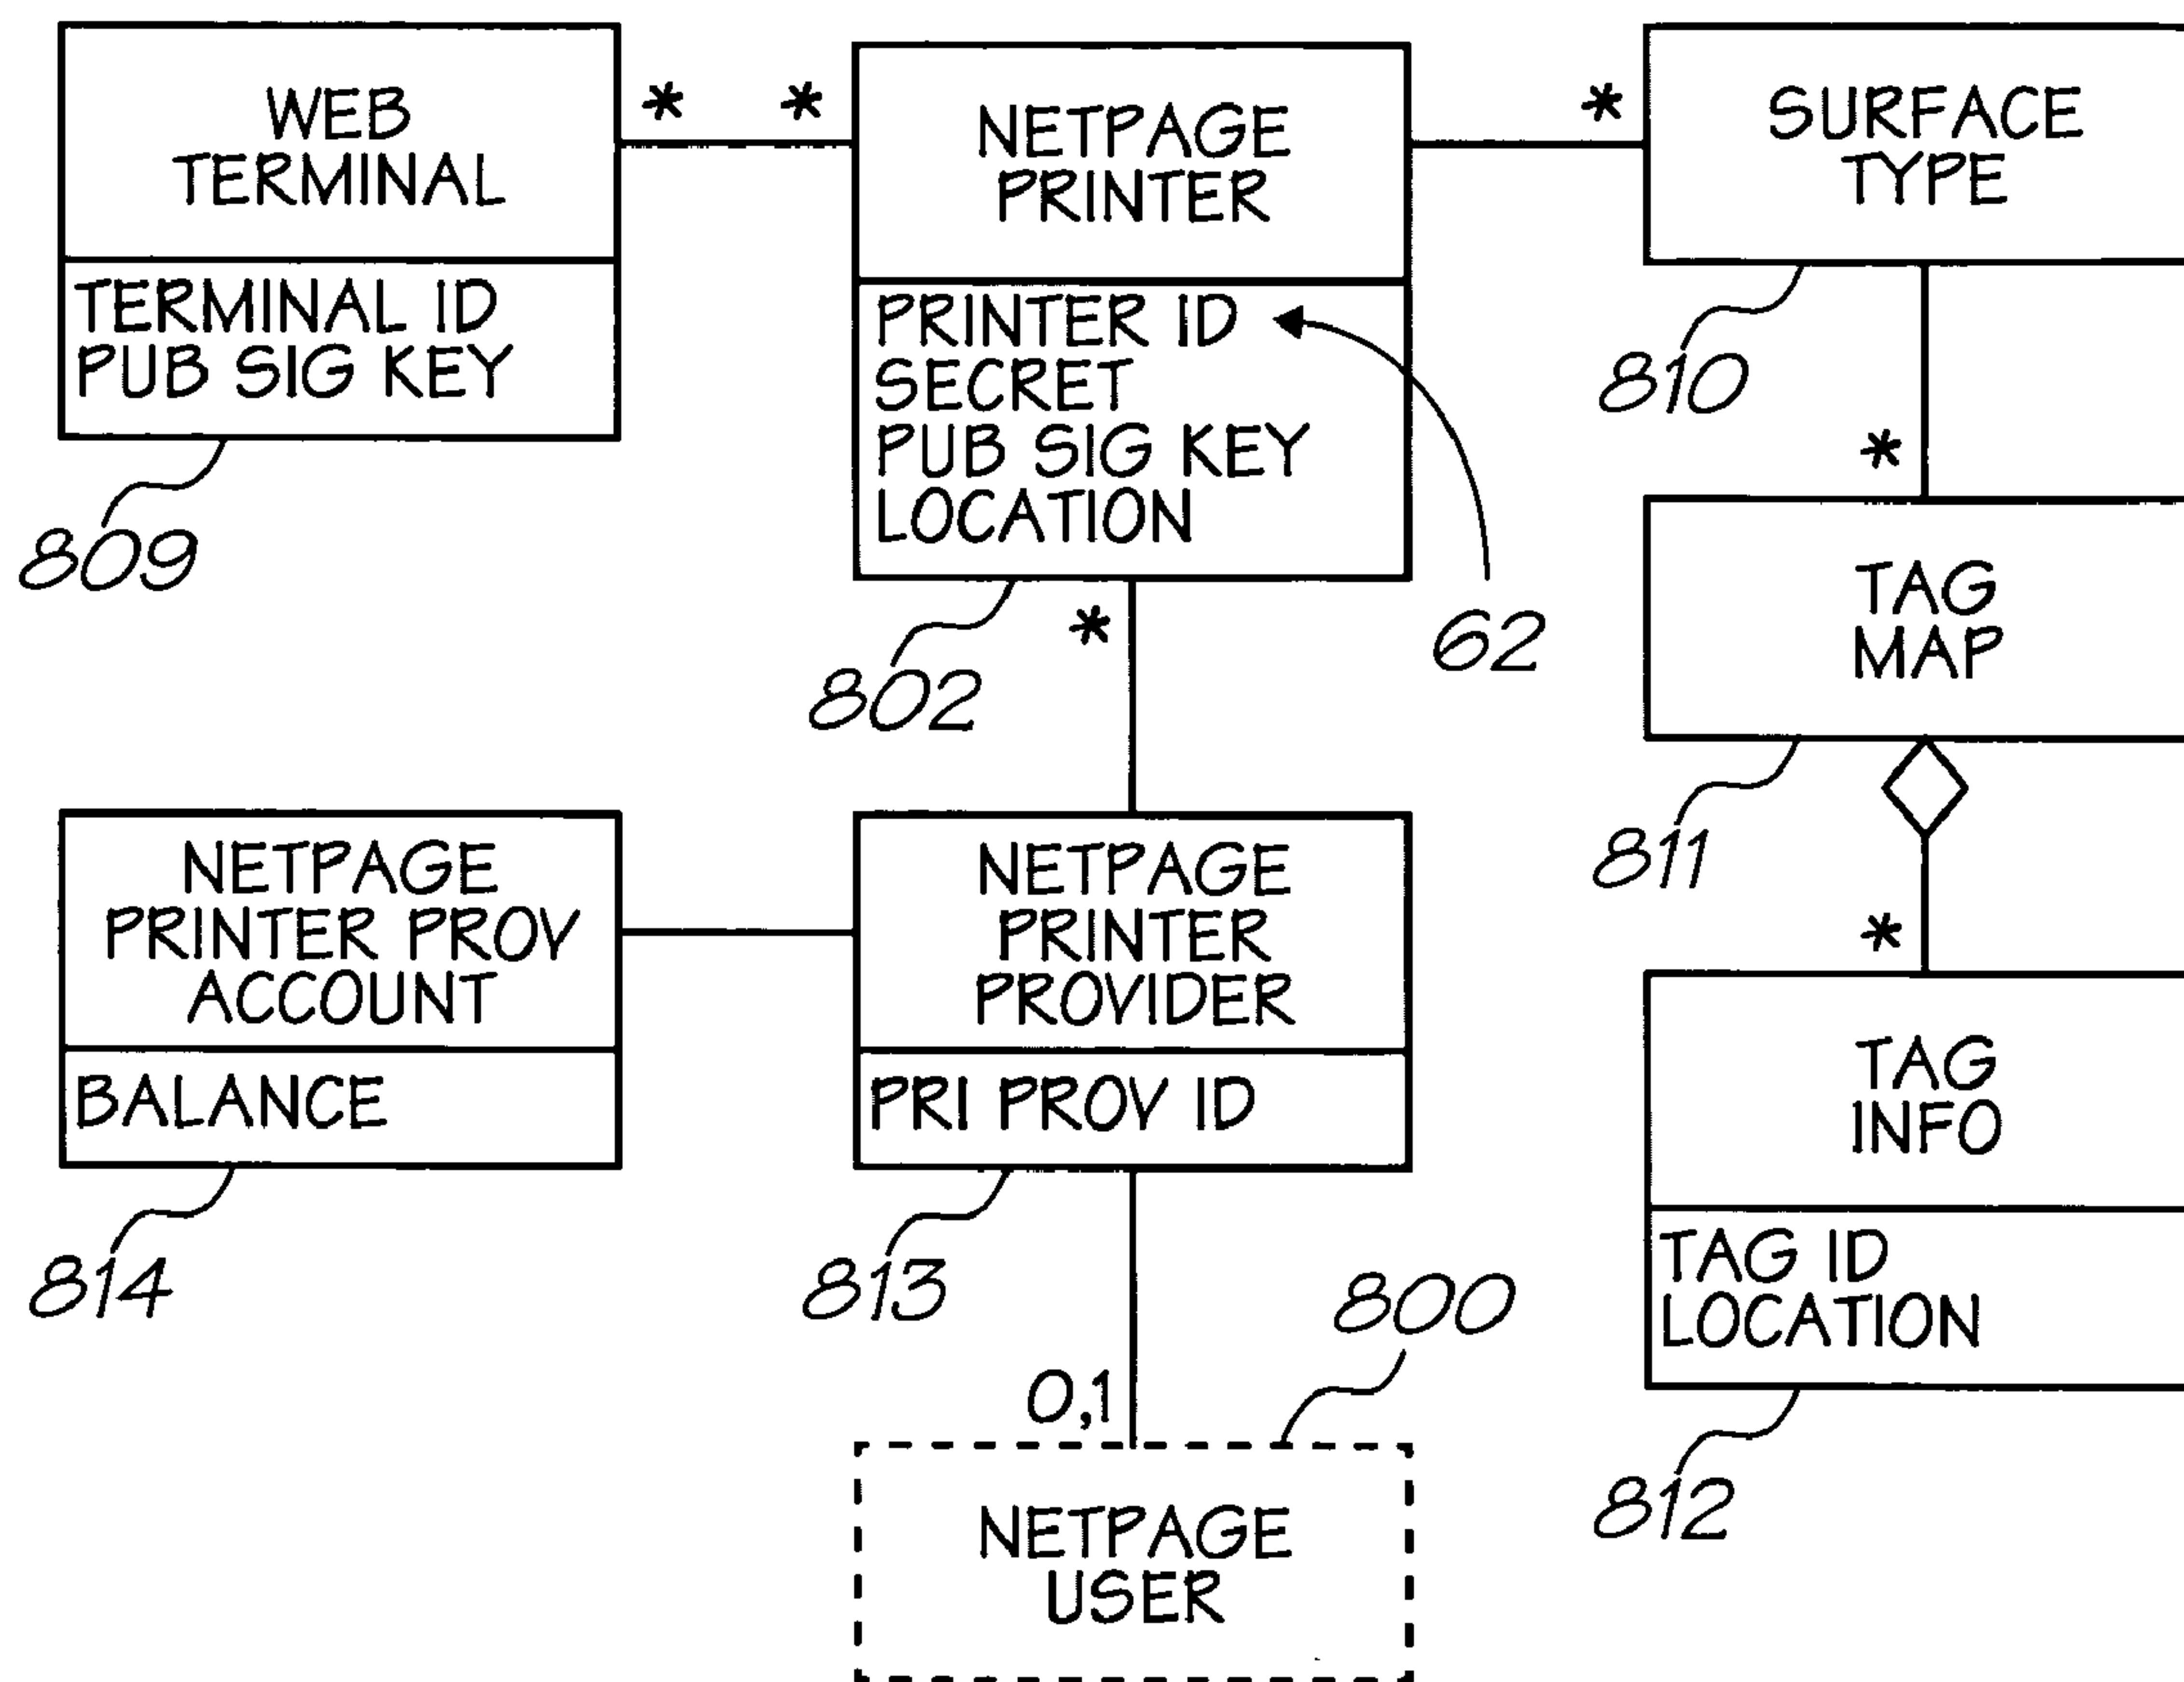 WEB
TERMINAL
TERMINAL ID
PUB SIG KEY
809
*
*
NETPAGE
PRINTER
PRINTER ID
SECRET
PUB SIG KEY
LOCATION
62
802
*
*
SURFACE
TYPE
810
*
TAG
MAP
811
*
TAG
INFO
TAG ID
LOCATION
812
NETPAGE
PRINTER PROV
ACCOUNT
BALANCE
814
NETPAGE
PRINTER
PROVIDER
PRI PROV ID
813
800
0,1
NETPAGE
USER